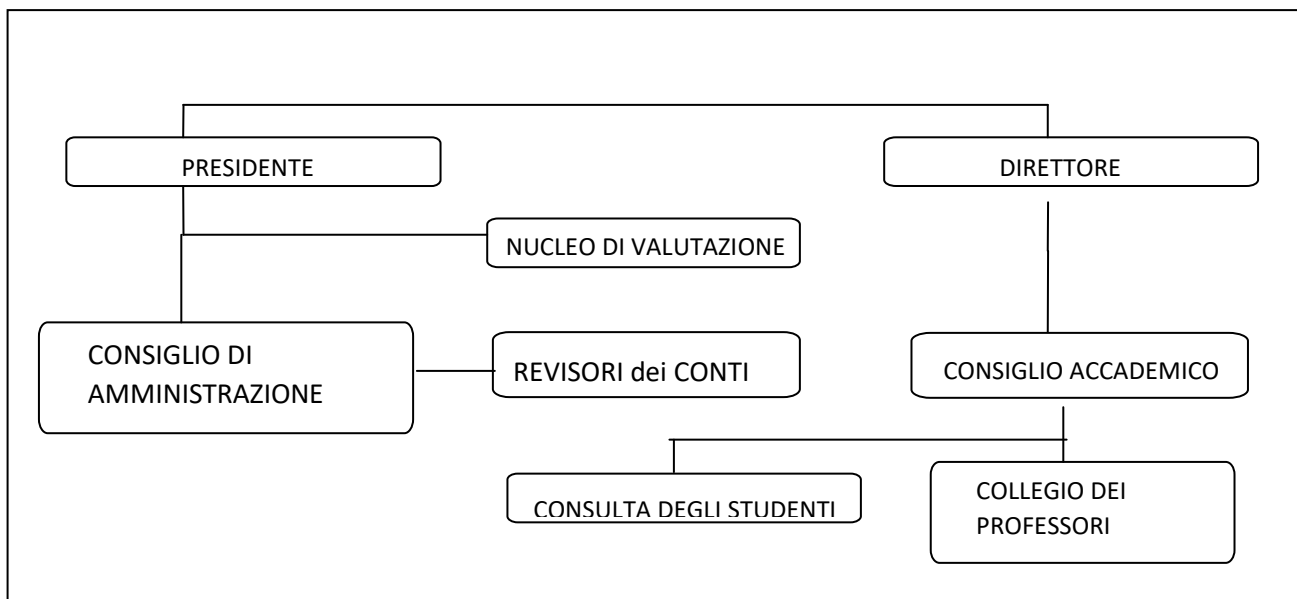 PRESIDENTE
DIRETTORE
NUCLEO DI VALUTAZIONE
CONSIGLIO DI
AMMINISTRAZIONE
REVISORI dei CONTI
CONSIGLIO ACCADEMICO
CONSULTA DEGLI STUDENTI
COLLEGIO DEI
PROFESSORI